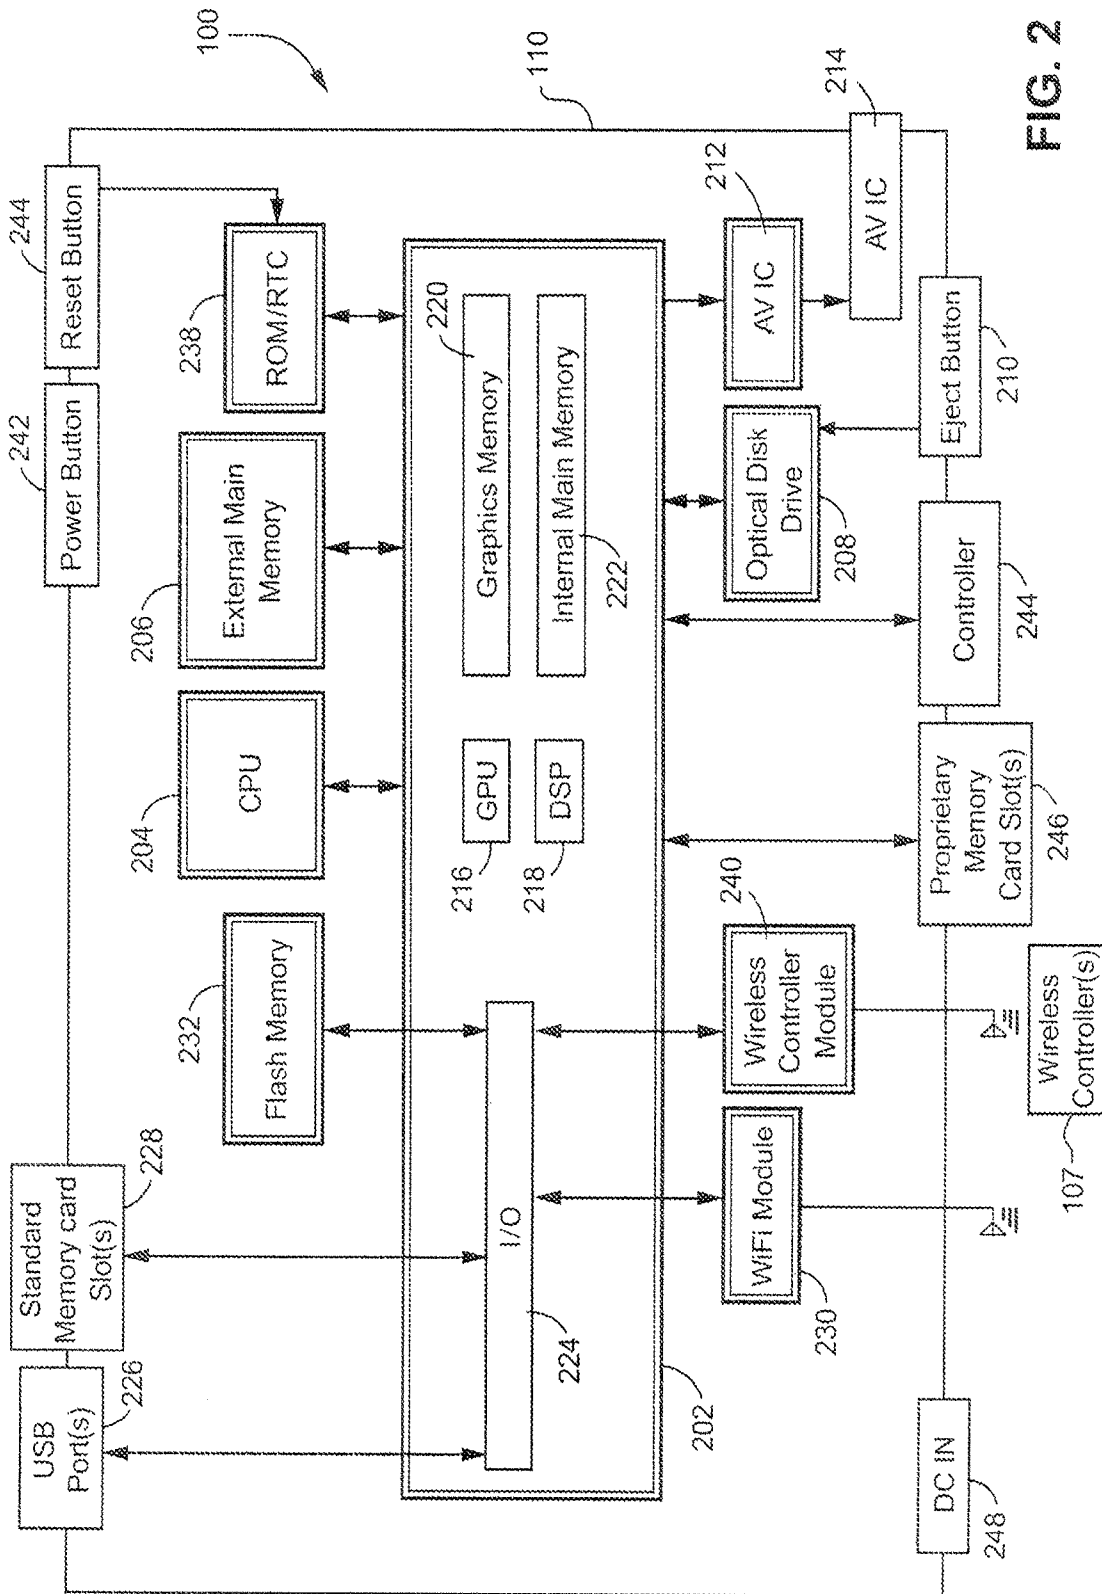 100
110
244
Reset Button
242
Power Button
238
ROM/RTC
206
External Main
Memory
204
CPU
232
Flash Memory
228
Standard
Memory card
Slot(s)
226
USB
Port(s)
220
Graphics Memory
Internal Main Memory
222
216
GPU
218
DSP
I/O
224
202
212
AV IC
214
AV IC
Optical Disk
Drive
208
Eject Button
210
Controller
244
Proprietary
Memory
Card Slot(s)
246
240
Wireless
Controller
Module
WiFi Module
230
Wireless
Controller(s)
107
DC IN
248
FIG. 2